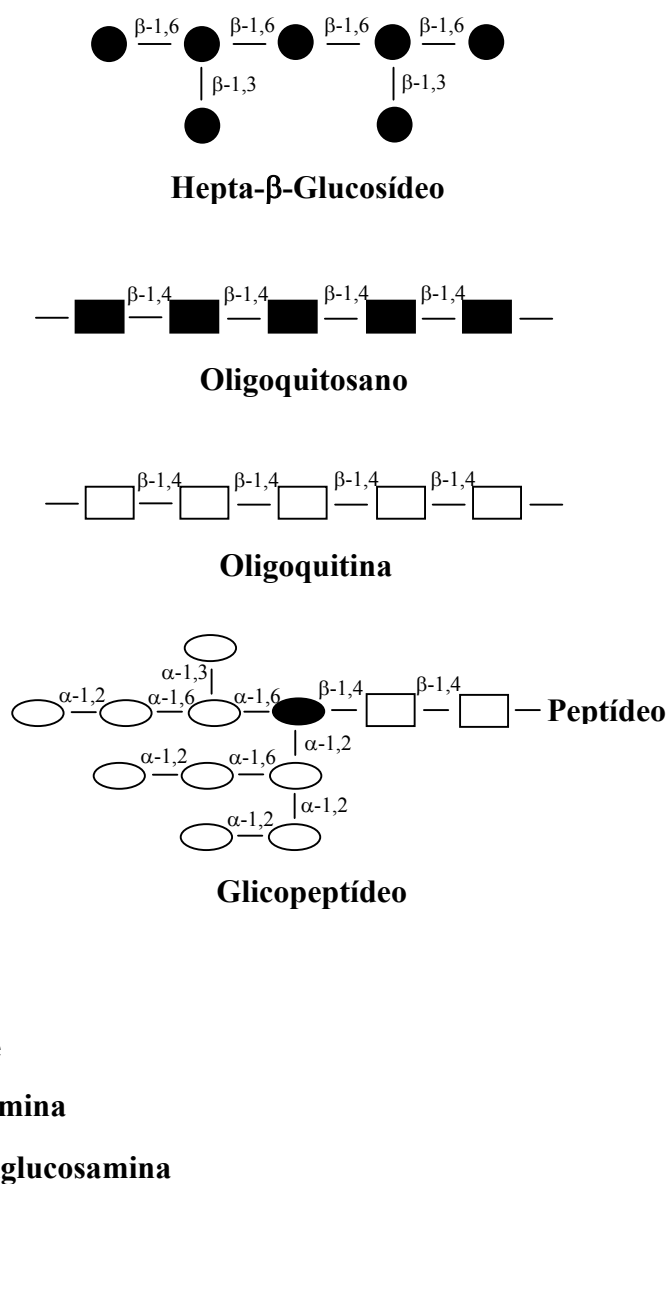 β-1,6 β-1,6 β-1,6 β-1,6
β-1,3 β-1,3
Hepta-β-Glucosídeo
β-1,4 β-1,4 β-1,4 β-1,4
Oligoquitosano
β-1,4 β-1,4 β-1,4 β-1,4
Oligoquitina
α-1,3
α-1,2 α-1,6 α-1,6 β-1,4 β-1,4
Peptídeo
α-1,2
α-1,2 α-1,6
α-1,2
α-1,2
Glicopeptídeo
mina
glucosamina